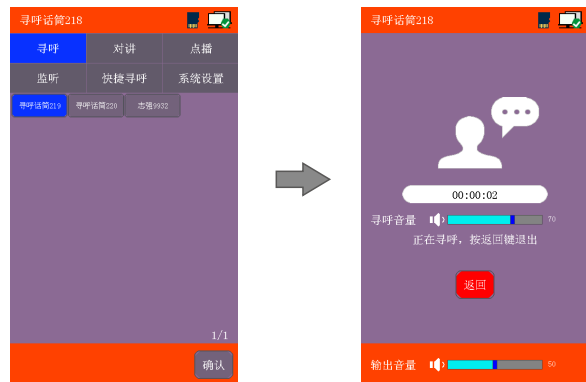 寻呼话筒218
寻呼 对讲 点播
监听 快捷寻呼 系统设置
寻呼话筒219 寻呼话筒220 志强9932
1/1
确认
寻呼话筒218
00:00:02
寻呼音量 70
正在寻呼，按返回键退出
返回
输出音量 50